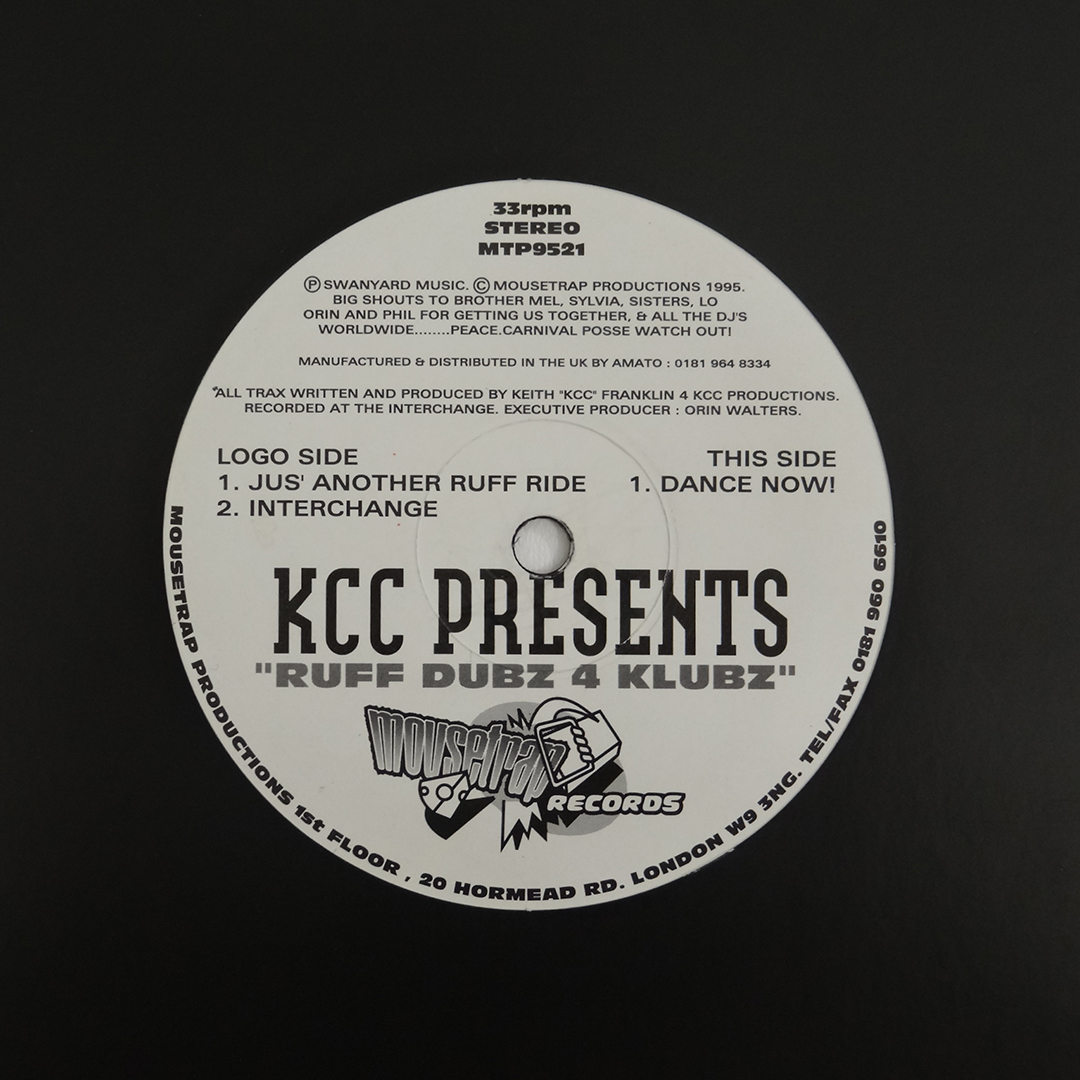 33rpm
STEREO
MTP9521
Ⓟ SWANYARD MUSIC. © MOUSETRAP PRODUCTIONS 1995.
BIG SHOUTS TO BROTHER MEL, SYLVIA, SISTERS, LO
ORIN AND PHIL FOR GETTING US TOGETHER, & ALL THE DJ'S
WORLDWIDE........PEACE.CARNIVAL POSSE WATCH OUT!
MANUFACTURED & DISTRIBUTED IN THE UK BY AMATO : 0181 964 8334
"ALL TRAX WRITTEN AND PRODUCED BY KEITH "KCC" FRANKLIN 4 KCC PRODUCTIONS.
RECORDED AT THE INTERCHANGE. EXECUTIVE PRODUCER : ORIN WALTERS.
LOGO SIDE
1. JUS' ANOTHER RUFF RIDE
2. INTERCHANGE
THIS SIDE
1. DANCE NOW!
KCC PRESENTS
"RUFF DUBZ 4 KLUBZ"
mousetrap
RECORDS
MOUSETRAP PRODUCTIONS 1st FLOOR , 20 HORMEAD RD. LONDON W9 3NG. TEL/FAX 0181 960 6610